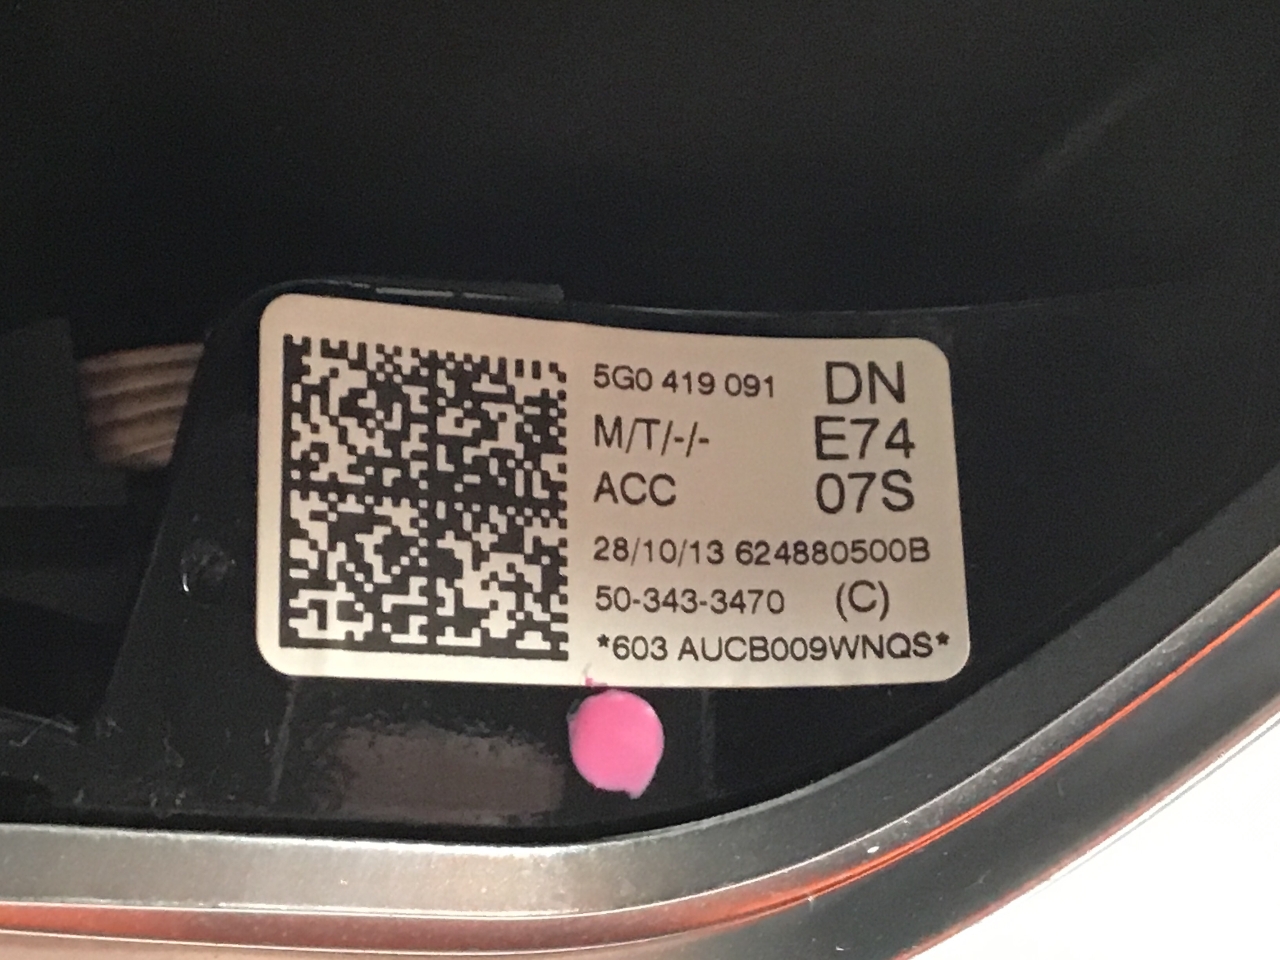 5G0 419 091 DN
M/T/-/- E74
ACC 07S
28/10/13 624880500B
50-343-3470 (C)
*603 AUCB009WNQS*